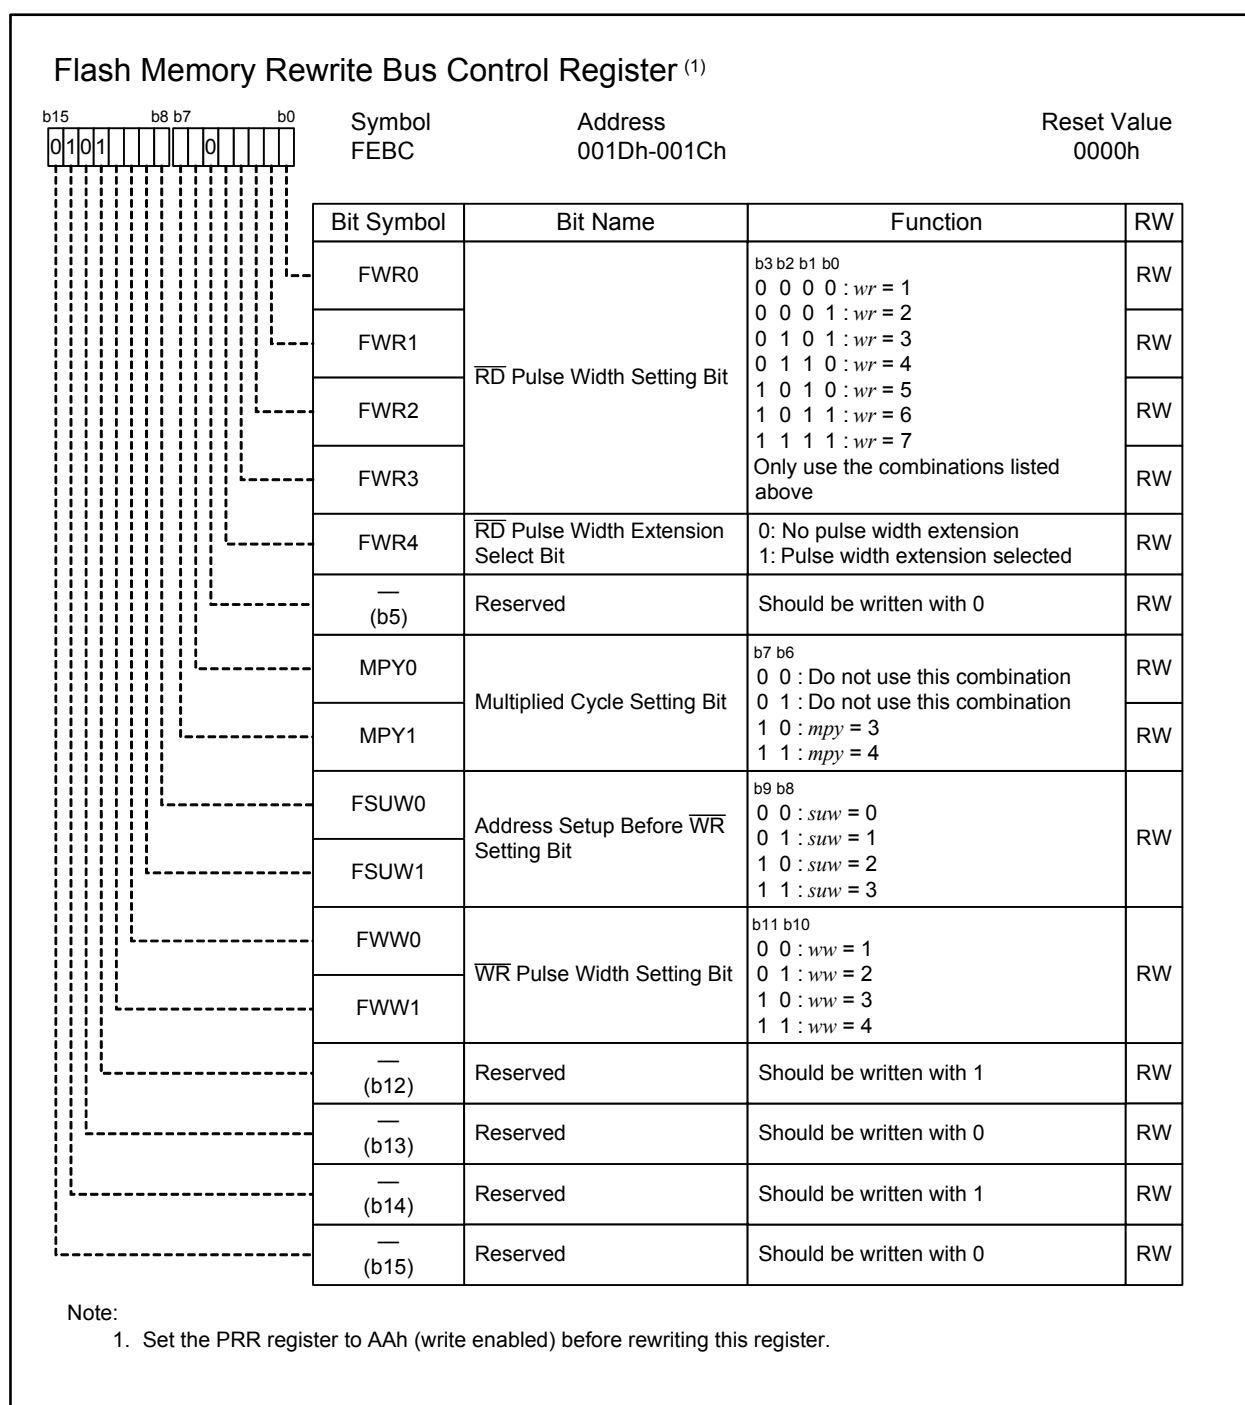 Flash Memory Rewrite Bus Control Register (1)
b15 b8 b7 b0
0 1 0 1 0
Symbol Address Reset Value
FEBC 001Dh-001Ch 0000h
Bit Symbol Bit Name Function RW
FWR0 RW
FWR1 RW
FWR2 RW
FWR3 RW
RD Pulse Width Setting Bit
b3 b2 b1 b0
0 0 0 0 : wr = 1
0 0 0 1 : wr = 2
0 1 0 1 : wr = 3
0 1 1 0 : wr = 4
1 0 1 0 : wr = 5
1 0 1 1 : wr = 6
1 1 1 1 : wr = 7
Only use the combinations listed
above
FWR4 RW
RD Pulse Width Extension
Select Bit
0: No pulse width extension
1: Pulse width extension selected
—
(b5) Reserved Should be written with 0 RW
MPY0 RW
MPY1 RW
Multiplied Cycle Setting Bit
b7 b6
0 0 : Do not use this combination
0 1 : Do not use this combination
1 0 : mpy = 3
1 1 : mpy = 4
FSUW0
FSUW1
Address Setup Before WR
Setting Bit
b9 b8
0 0 : suw = 0
0 1 : suw = 1
1 0 : suw = 2
1 1 : suw = 3
RW
FWW0
FWW1
WR Pulse Width Setting Bit
b11 b10
0 0 : ww = 1
0 1 : ww = 2
1 0 : ww = 3
1 1 : ww = 4
RW
—
(b12) Reserved Should be written with 1 RW
—
(b13) Reserved Should be written with 0 RW
—
(b14) Reserved Should be written with 1 RW
—
(b15) Reserved Should be written with 0 RW
Note:
1. Set the PRR register to AAh (write enabled) before rewriting this register.